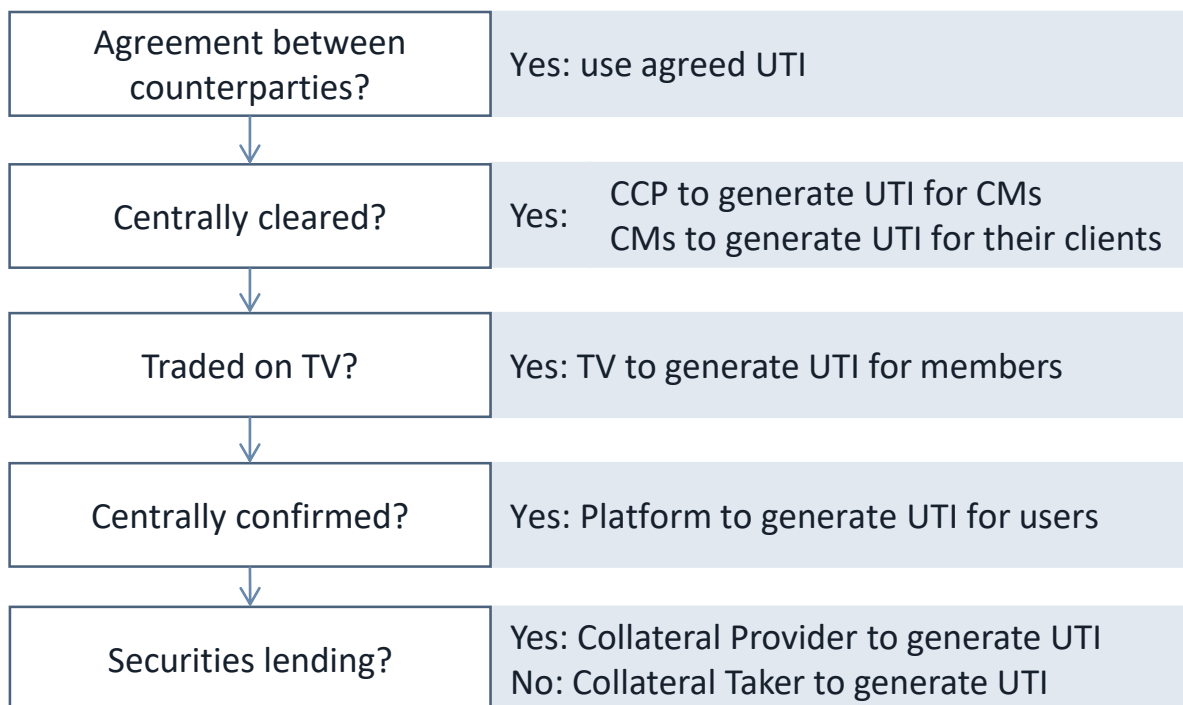 Agreement between
counterparties?
Yes: use agreed UTI
Centrally cleared?
Yes:
CCP to generate UTI for CMs
CMs to generate UTI for their clients
Traded on TV?
Yes: TV to generate UTI for members
Centrally confirmed?
Yes: Platform to generate UTI for users
Securities lending?
Yes: Collateral Provider to generate UTI
No: Collateral Taker to generate UTI